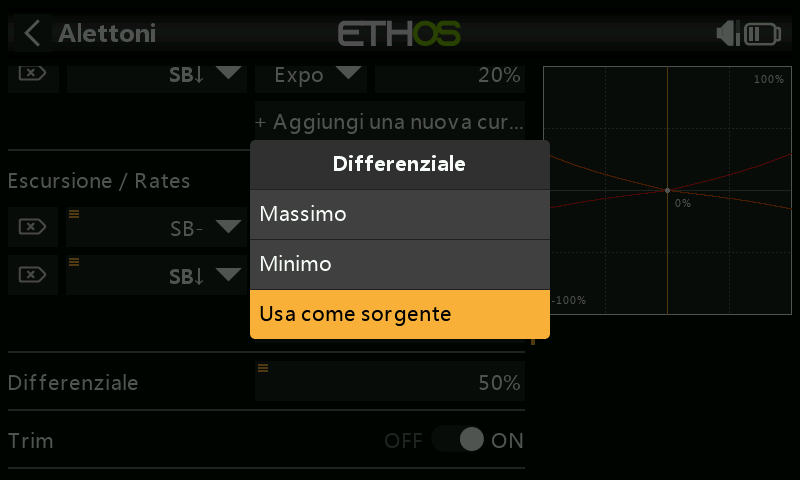 Alettoni
ETHOS
SB↓
Expo
20%
+ Aggiungi una nuova cur...
100%
Differenziale
Escursione / Rates
Massimo
0%
SB-
Minimo
SB↓
-100%
Usa come sorgente
Differenziale
50%
Trim
OFF
ON